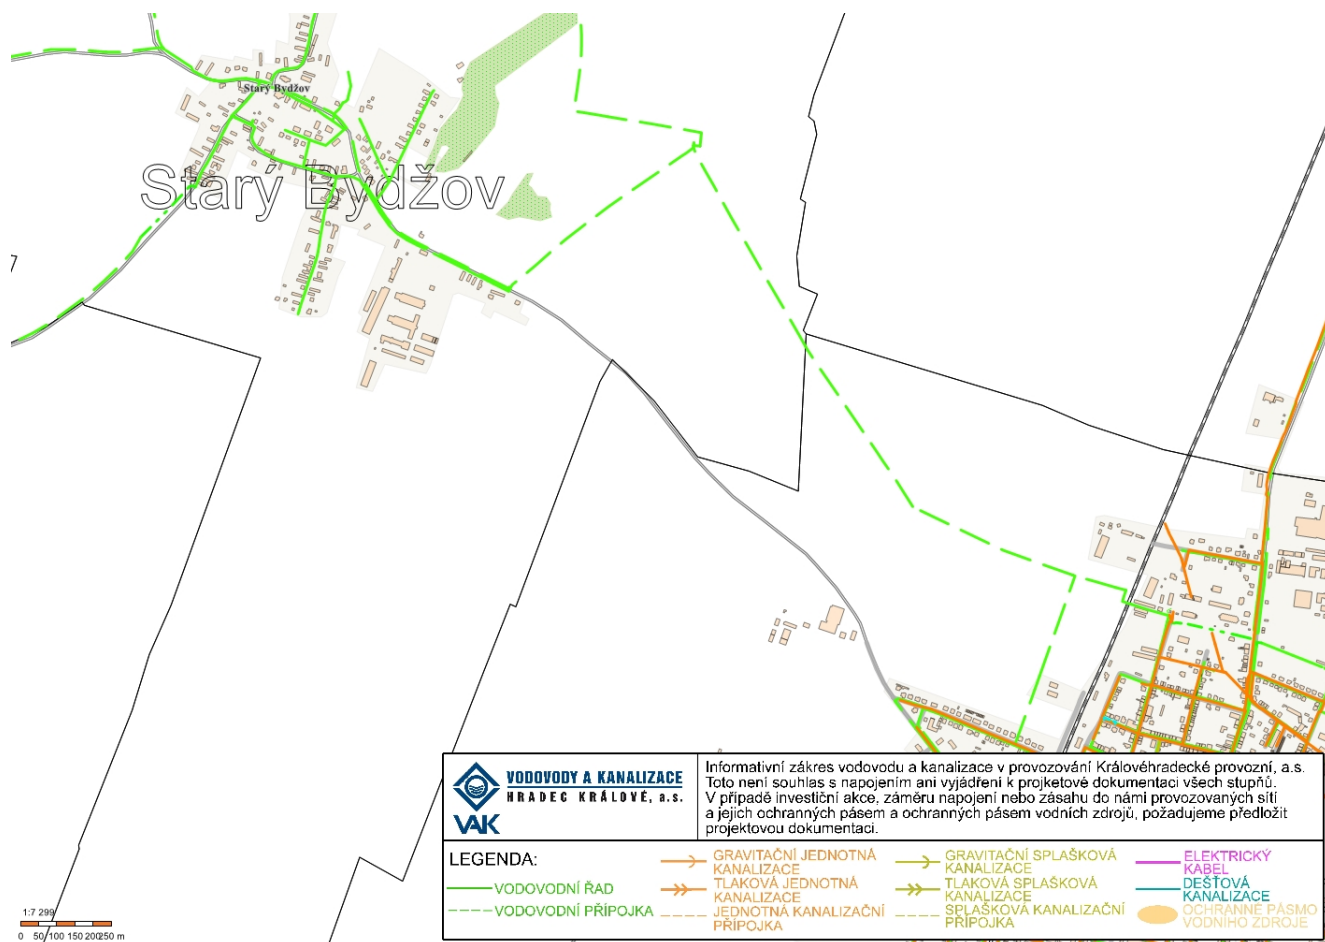 Starý Bydžov
Starý Bydžov
VODOVODY A KANALIZACE
HRADEC KRÁLOVÉ, a.s.
VAK
Informativní zákres vodovodu a kanalizace v provozování Královéhradecké provozní, a.s.
Toto není souhlas s napojením ani vyjádření k projketové dokumentaci všech stupňů.
V případě investiční akce, záměru napojení nebo zásahu do námi provozovaných sítí
a jejich ochranných pásem a ochranných pásem vodních zdrojů, požadujeme předložit
projektovou dokumentaci.
LEGENDA:
VODOVODNÍ ŘAD
VODOVODNÍ PŘÍPOJKA
GRAVITAČNÍ JEDNOTNÁ
KANALIZACE
TLAKOVÁ JEDNOTNÁ
KANALIZACE
JEDNOTNÁ KANALIZAČNÍ
PŘÍPOJKA
GRAVITAČNÍ SPLAŠKOVÁ
KANALIZACE
TLAKOVÁ SPLAŠKOVÁ
KANALIZACE
SPLAŠKOVÁ KANALIZAČNÍ
PŘÍPOJKA
ELEKTRICKÝ
KABEL
DEŠŤOVÁ
KANALIZACE
OCHRANNÉ PÁSMO
VODNÍHO ZDROJE
1:7 299
0 50 100 150 200 250 m